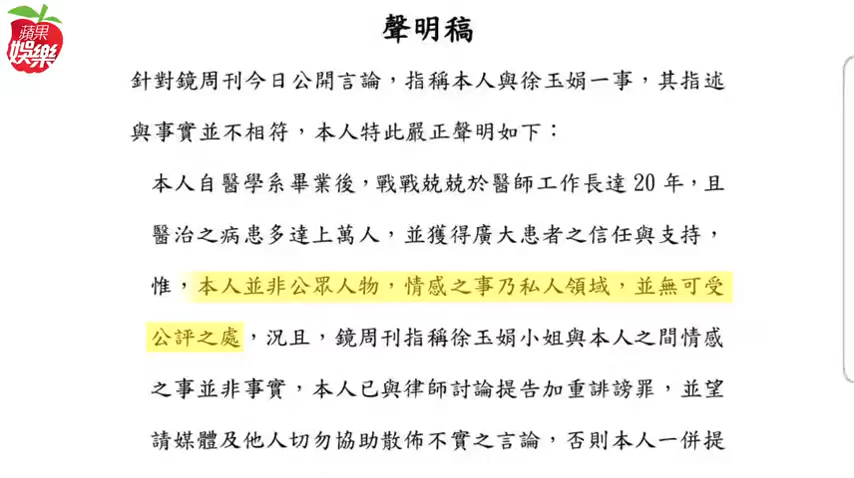 蘋果
娛樂
聲明稿
針對鏡周刊今日公開言論，指稱本人與徐玉娟一事，其指述
與事實並不相符，本人特此嚴正聲明如下：
本人自醫學系畢業後，戰戰兢兢於醫師工作長達 20 年，且
醫治之病患多達上萬人，並獲得廣大患者之信任與支持，
惟，本人並非公眾人物，情感之事乃私人領域，並無可受
公評之處，況且，鏡周刊指稱徐玉娟小姐與本人之間情感
之事並非事實，本人已與律師討論提告加重誹謗罪，並望
請媒體及他人切勿協助散佈不實之言論，否則本人一併提